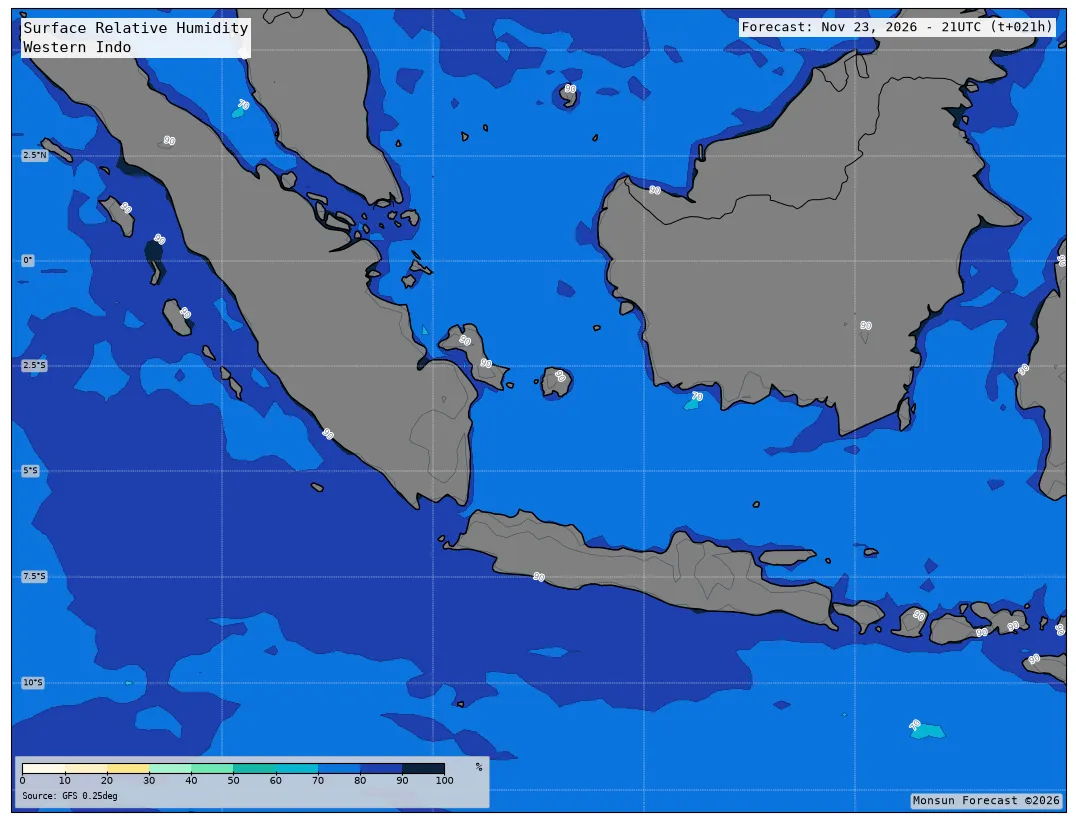 Surface Relative Humidity
Western Indo
Forecast: Nov 23, 2026 - 21UTC (t+021h)
90
70
90
2.5°N
90
90
90
0°
90
90
90
90
2.5°S
90
90
90
70
90
5°S
7.5°S
90
90
90
90
90
90
10°S
70
0 10 20 30 40 50 60 70 80 90 100 %
Source: GFS 0.25deg
Monsun Forecast ©2026